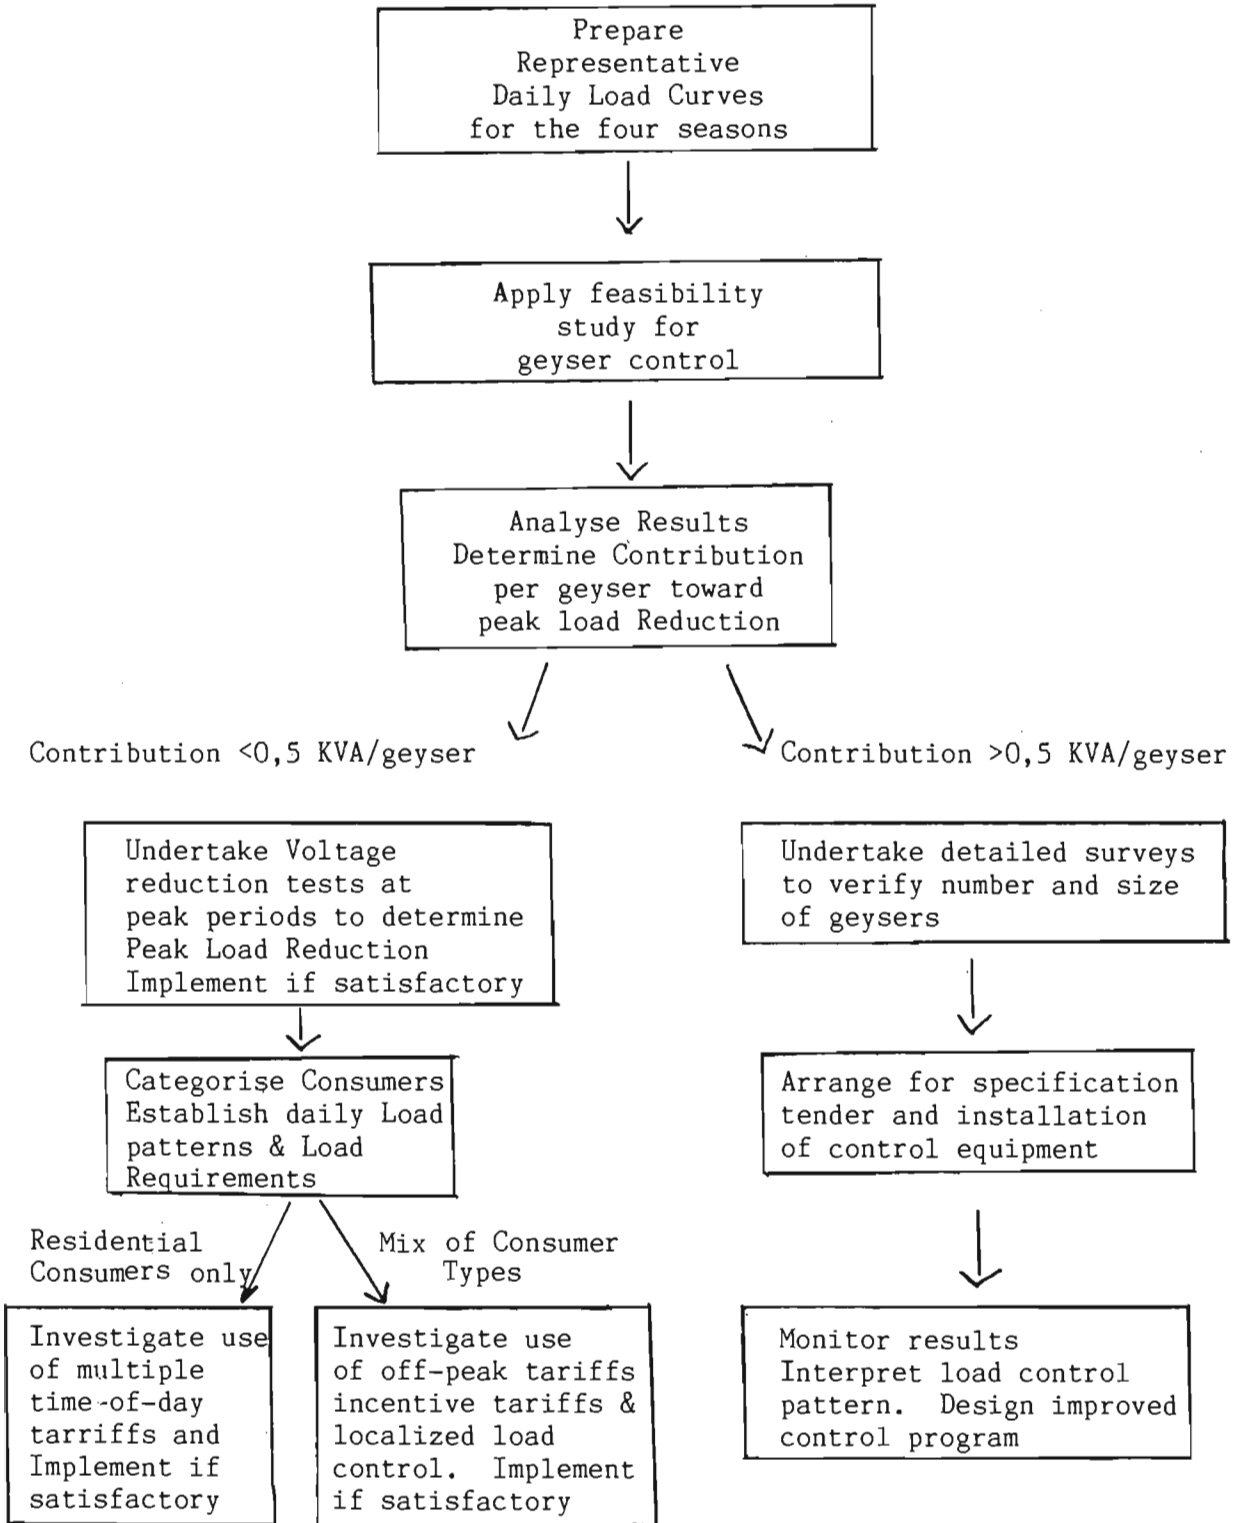 Prepare
Representative
Daily Load Curves
for the four seasons
Apply feasibility
study for
geyser control
Analyse Results
Determine Contribution
per geyser toward
peak load Reduction
Contribution <0,5 KVA/geyser
Contribution >0,5 KVA/geyser
Undertake Voltage
reduction tests at
peak periods to determine
Peak Load Reduction
Implement if satisfactory
Undertake detailed surveys
to verify number and size
of geysers
Categorise Consumers
Establish daily Load
patterns & Load
Requirements
Arrange for specification
tender and installation
of control equipment
Residential
Consumers only
Mix of Consumer
Types
Investigate use
of multiple
time-of-day
tarriffs and
Implement if
satisfactory
Investigate use
of off-peak tariffs
incentive tariffs &
localized load
control. Implement
if satisfactory
Monitor results
Interpret load control
pattern. Design improved
control program